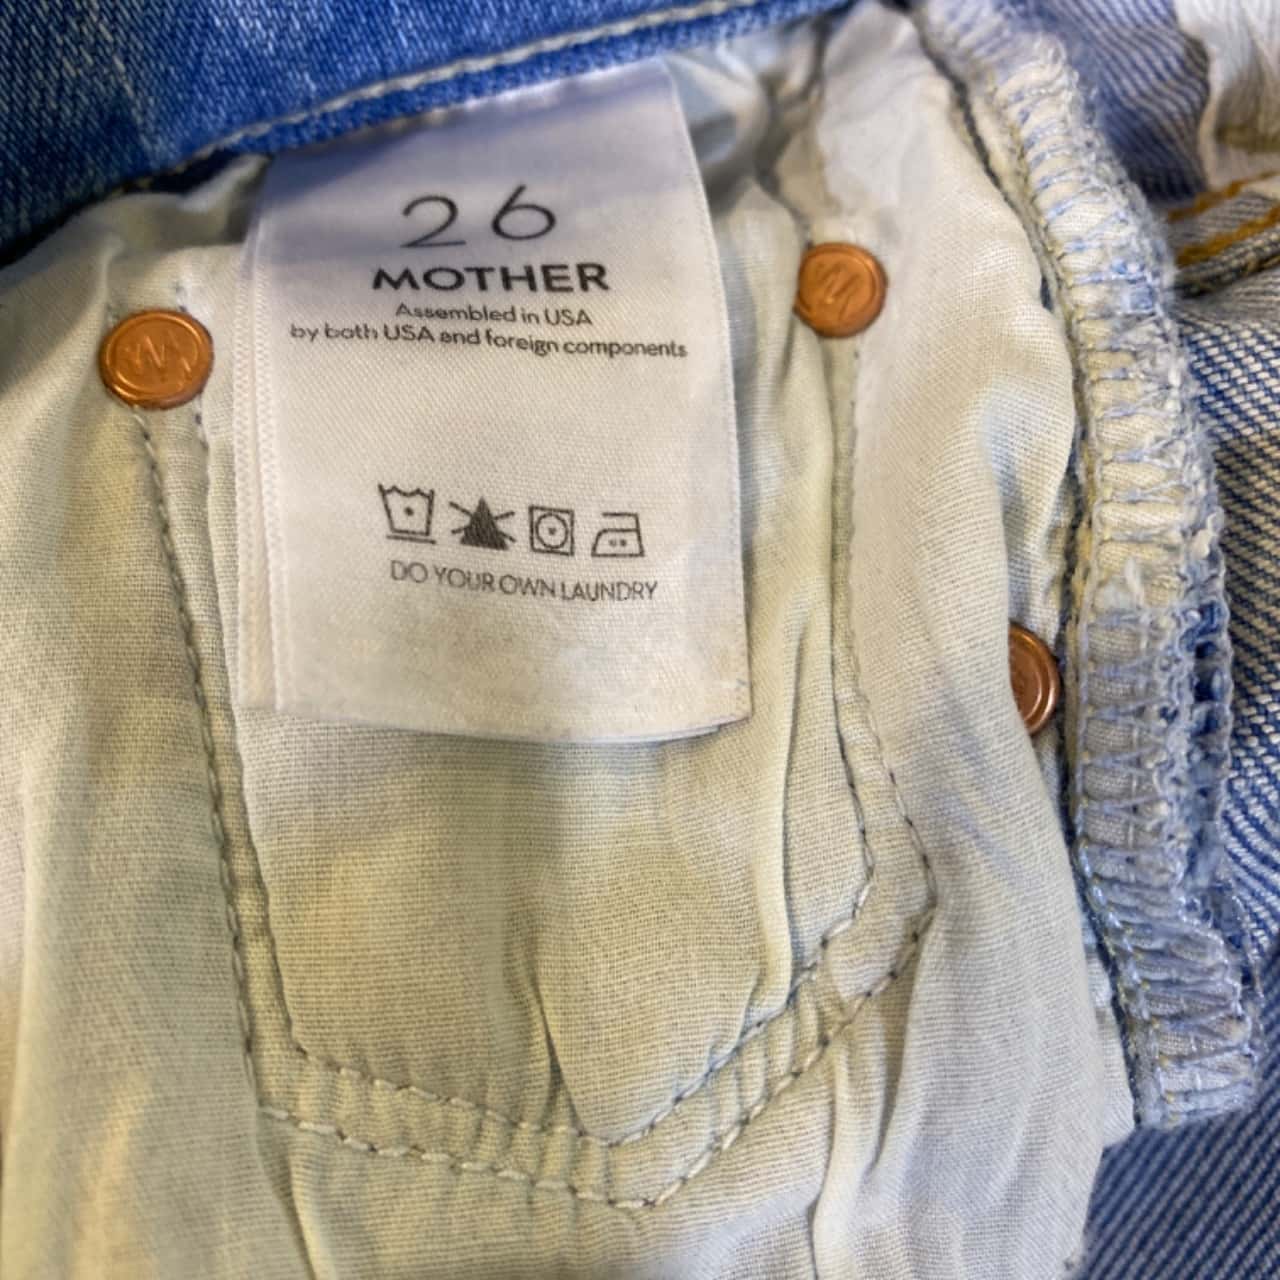 26
MOTHER
Assembled in USA
by both USA and foreign components
DO YOUR OWN LAUNDRY